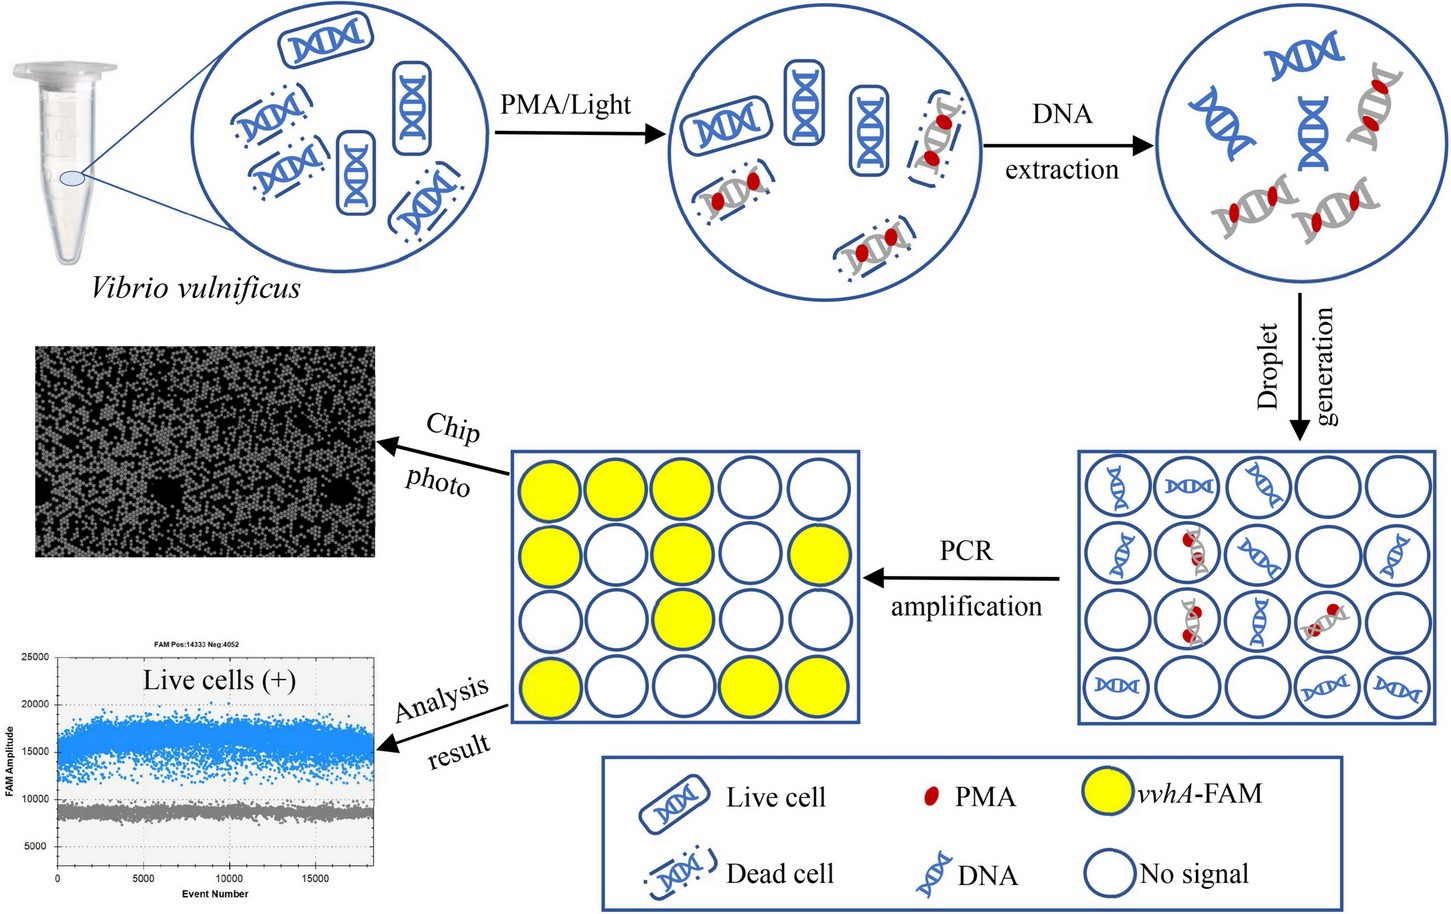 PMA/Light
DNA
extraction
Vibrio vulnificus
Droplet
generation
Chip
photo
PCR
amplification
Analysis
result
FAM Pos:14333 Neg:4052
Live cells (+)
25000
20000
15000
10000
5000
FAM Amplitude
0
5000
10000
15000
Event Number
Live cell
PMA
vvhA-FAM
Dead cell
DNA
No signal